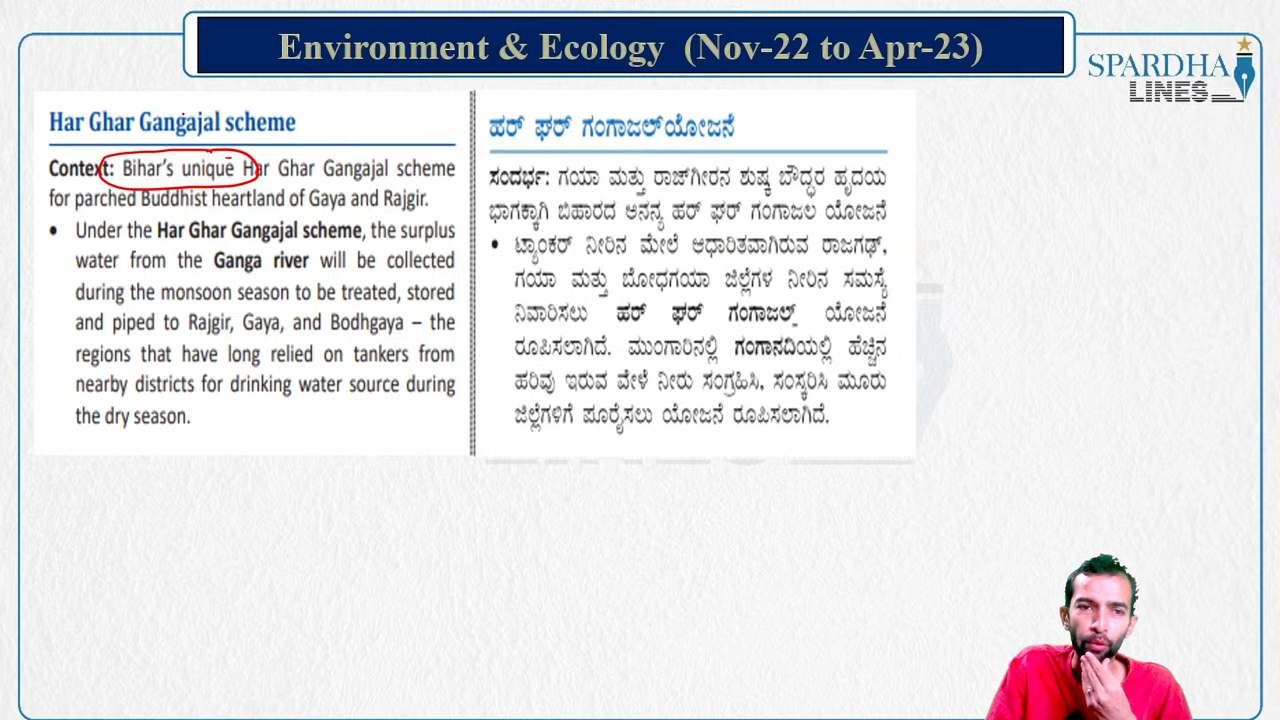 Environment & Ecology (Nov-22 to Apr-23)
SPARDHA
LINES
Har Ghar Gangajal scheme
Context: Bihar's unique Har Ghar Gangajal scheme
for parched Buddhist heartland of Gaya and Rajgir.
• Under the Har Ghar Gangajal scheme, the surplus
water from the Ganga river will be collected
during the monsoon season to be treated, stored
and piped to Rajgir, Gaya, and Bodhgaya – the
regions that have long relied on tankers from
nearby districts for drinking water source during
the dry season.
ಹರ್ ಘರ್ ಗಂಗಾಜಲ್‌ಯೋಜನೆ
ಸಂದರ್ಭ: ಗಯಾ ಮತ್ತು ರಾಜ್‌ಗೀರನ ಶುಷ್ಕ ಬೌದ್ಧರ ಹೃದಯ
ಭಾಗಕ್ಕಾಗಿ ಬಿಹಾರದ ಅನನ್ಯ ಹರ್ ಘರ್ ಗಂಗಾಜಲ ಯೋಜನೆ
• ಟ್ಯಾಂಕರ್ ನೀರಿನ ಮೇಲೆ ಆಧಾರಿತವಾಗಿರುವ ರಾಜಗಢ್,
ಗಯಾ ಮತ್ತು ಬೋಧಗಯಾ ಜಿಲ್ಲೆಗಳ ನೀರಿನ ಸಮಸ್ಯೆ
ನಿವಾರಿಸಲು ಹರ್ ಘರ್ ಗಂಗಾಜಲ್ ಯೋಜನೆ
ರೂಪಿಸಲಾಗಿದೆ. ಮುಂಗಾರಿನಲ್ಲಿ ಗಂಗಾನದಿಯಲ್ಲಿ ಹೆಚ್ಚಿನ
ಹರಿವು ಇರುವ ವೇಳೆ ನೀರು ಸಂಗ್ರಹಿಸಿ, ಸಂಸ್ಕರಿಸಿ ಮೂರು
ಜಿಲ್ಲೆಗಳಿಗೆ ಪೂರೈಸಲು ಯೋಜನೆ ರೂಪಿಸಲಾಗಿದೆ.